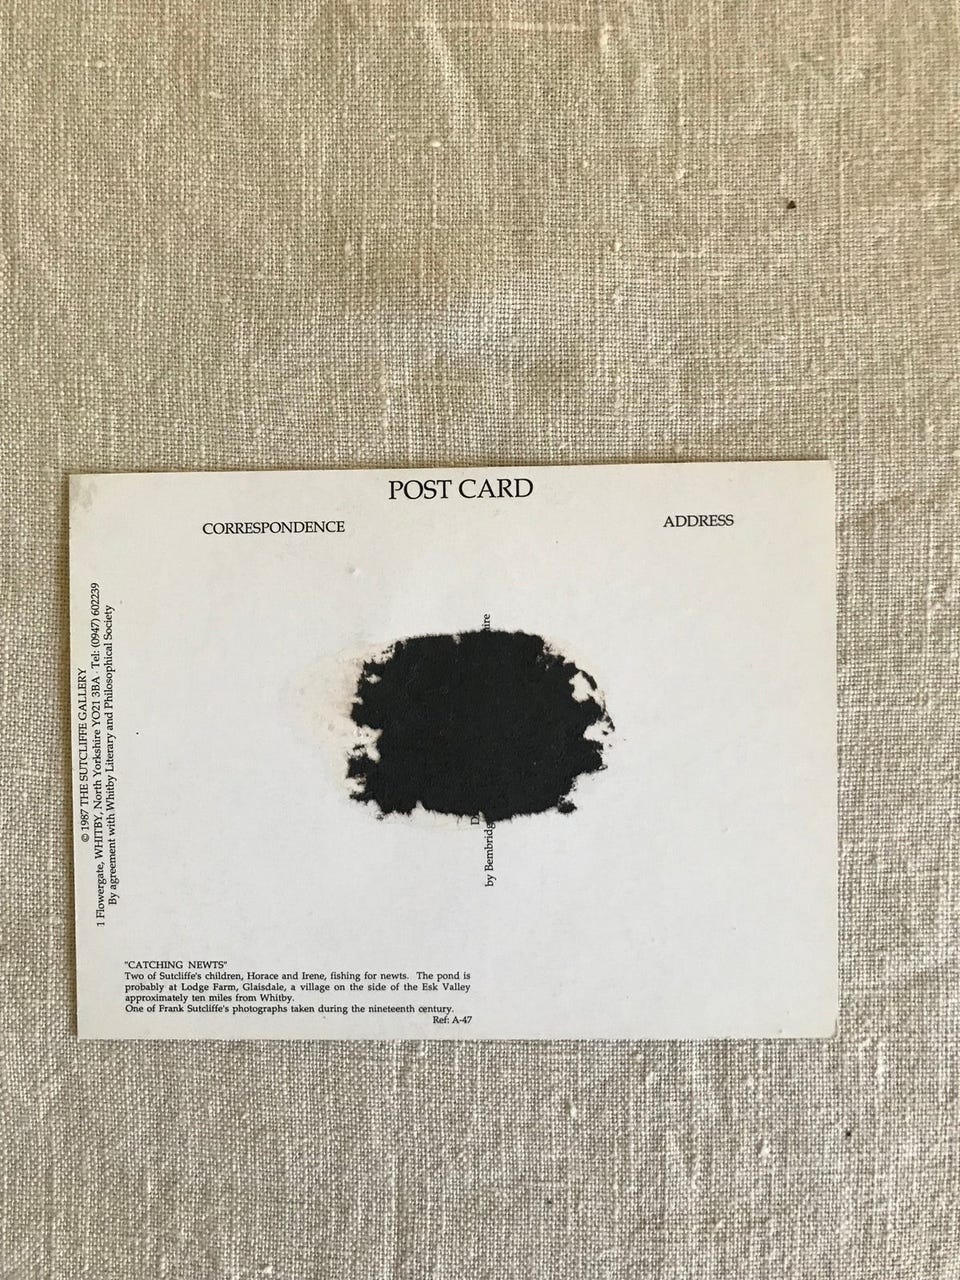 POST CARD
CORRESPONDENCE
ADDRESS
© 1987 THE SUTCLIFFE GALLERY
1 Flowergate, WHITBY, North Yorkshire YO21 3BA . Tel: (0947) 602239
By agreement with Whitby Literary and Philosophical Society
by
"CATCHING NEWTS"
Two of Sutcliffe's children, Horace and Irene, fishing for newts. The pond is
probably at Lodge Farm, Glaisdale, a village on the side of the Esk Valley
approximately ten miles from Whitby.
One of Frank Sutcliffe's photographs taken during the nineteenth century.
Ref: A-47